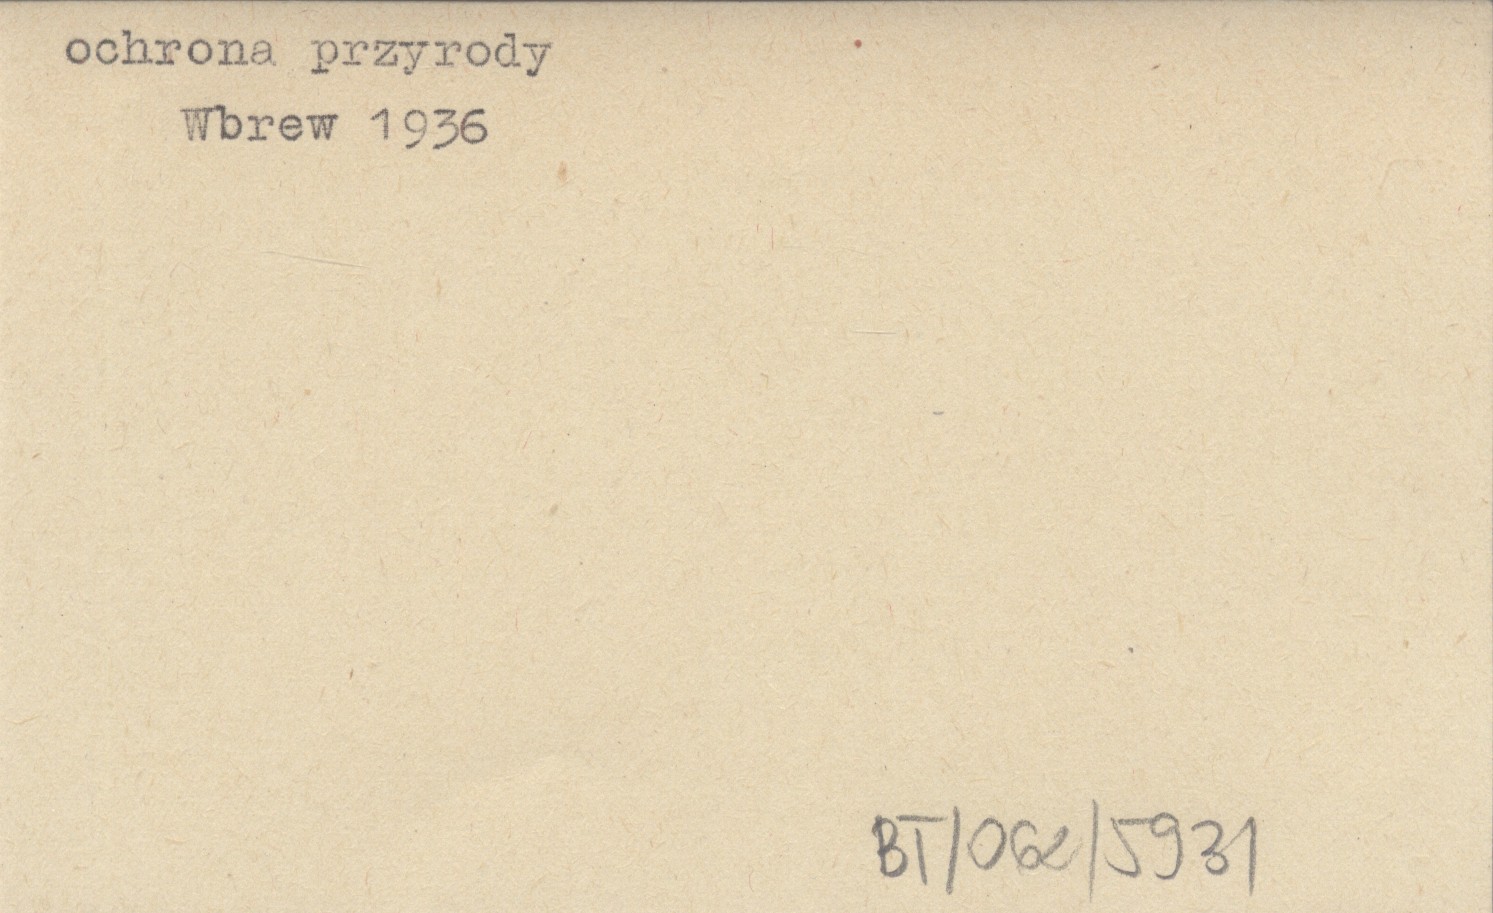 ochrona przyrody
Wbrew 1936
BT/062/5931